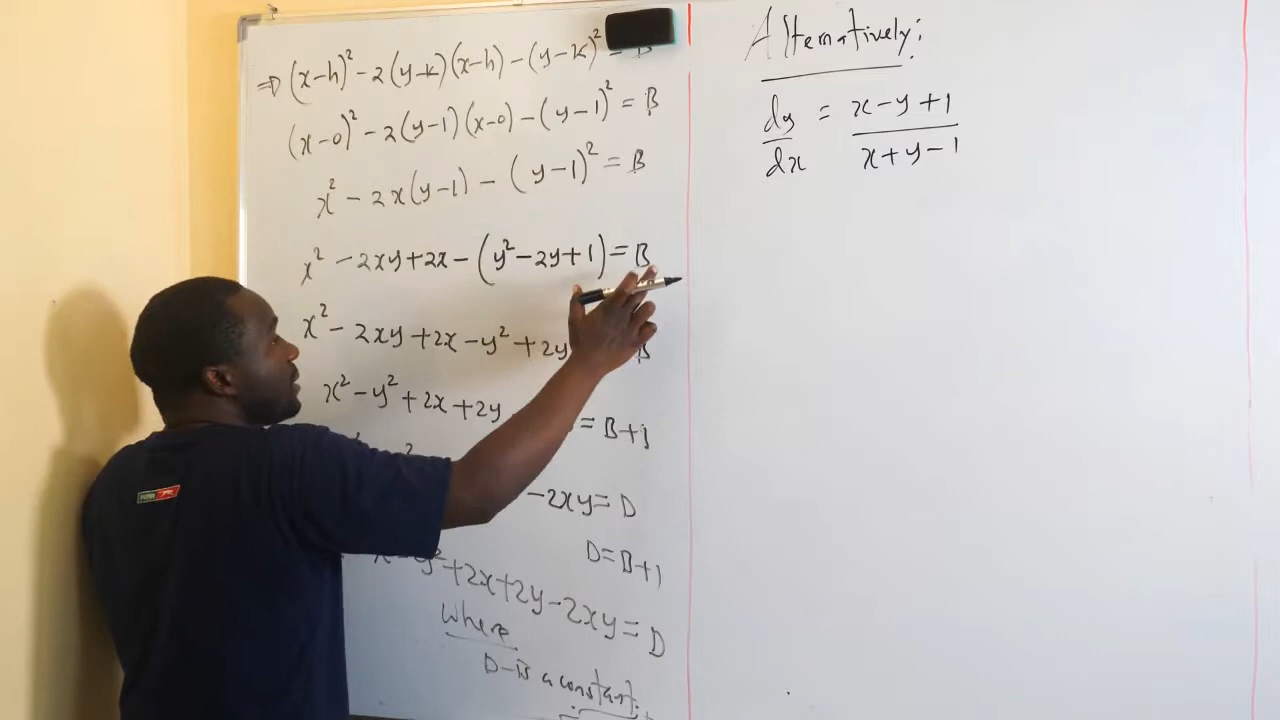 ⇒ (x-h)² - 2(y-k)(x-h) - (y-k)² = B
(x-0)² - 2(y-1)(x-0) - (y-1)² = B
x² - 2x(y-1) - (y-1)² = B
x² - 2xy + 2x - (y² - 2y + 1) = B
x² - 2xy + 2x - y² + 2y B
x² - y² + 2x + 2y = B+1
- 2xy = D
D = B+1
x² - y² + 2x + 2y - 2xy = D
Where
D - is a constant.
Alternatively:
dy/dx = (x - y + 1)/(x + y - 1)